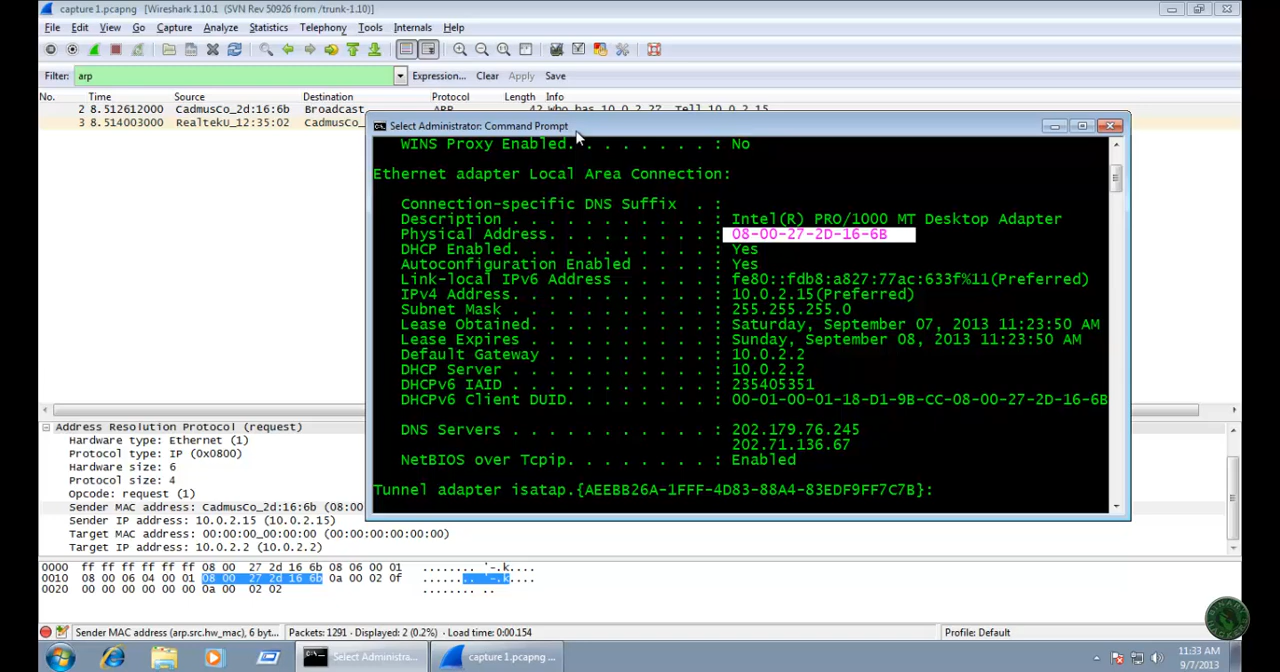 capture 1.pcapng [Wireshark 1.10.1 (SVN Rev 50926 from /trunk-1.10)]
File Edit View Go Capture Analyze Statistics Telephony Tools Internals Help
Filter: arp Expression... Clear Apply Save
No. Time Source Destination Protocol Length Info
2 8.512612000 CadmusCo_2d:16:6b Broadcast ARP 42 who has 10.0.2.2? Tell 10.0.2.15
3 8.514003000 RealtekU_12:35:02 CadmusCo_
Select Administrator: Command Prompt
WINS Proxy Enabled. . . . . . . . : No
Ethernet adapter Local Area Connection:
Connection-specific DNS Suffix . :
Description . . . . . . . . . . . : Intel(R) PRO/1000 MT Desktop Adapter
Physical Address. . . . . . . . . : 08-00-27-2D-16-6B
DHCP Enabled. . . . . . . . . . . : Yes
Autoconfiguration Enabled . . . . : Yes
Link-local IPv6 Address . . . . . : fe80::fdb8:a827:77ac:633f%11(Preferred)
IPv4 Address. . . . . . . . . . . : 10.0.2.15(Preferred)
Subnet Mask . . . . . . . . . . . : 255.255.255.0
Lease Obtained. . . . . . . . . . : Saturday, September 07, 2013 11:23:50 AM
Lease Expires . . . . . . . . . . : Sunday, September 08, 2013 11:23:50 AM
Default Gateway . . . . . . . . . : 10.0.2.2
DHCP Server . . . . . . . . . . . : 10.0.2.2
DHCPv6 IAID . . . . . . . . . . . : 235405351
DHCPv6 Client DUID. . . . . . . . : 00-01-00-01-18-D1-9B-CC-08-00-27-2D-16-6B
DNS Servers . . . . . . . . . . . : 202.179.76.245
202.71.136.67
NetBIOS over Tcpip. . . . . . . . : Enabled
Tunnel adapter isatap.{AEEBB26A-1FFF-4D83-88A4-83EDF9FF7C7B}:
Address Resolution Protocol (request)
Hardware type: Ethernet (1)
Protocol type: IP (0x0800)
Hardware size: 6
Protocol size: 4
Opcode: request (1)
Sender MAC address: CadmusCo_2d:16:6b (08:00
Sender IP address: 10.0.2.15 (10.0.2.15)
Target MAC address: 00:00:00_00:00:00 (00:00:00:00:00:00)
Target IP address: 10.0.2.2 (10.0.2.2)
0000 ff ff ff ff ff ff 08 00 27 2d 16 6b 08 06 00 01 ........ '-.k....
0010 08 00 06 04 00 01 08 00 27 2d 16 6b 0a 00 02 0f ........ '-.k....
0020 00 00 00 00 00 00 0a 00 02 02 ........ ..
Sender MAC address (arp.src.hw_mac), 6 byt... Packets: 1291 · Displayed: 2 (0.2%) · Load time: 0:00.154 Profile: Default
Select Administra... capture 1.pcapng ... 11:33 AM
9/7/2013